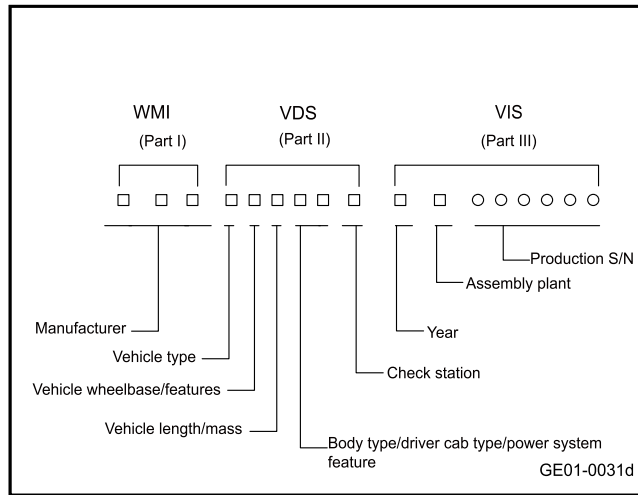 WMI
VDS
VIS
(Part I)
(Part II)
(Part III)
Production S/N
Assembly plant
Manufacturer
Year
Vehicle type
Check station
Vehicle wheelbase/features
Vehicle length/mass
Body type/driver cab type/power system
feature
GE01-0031d